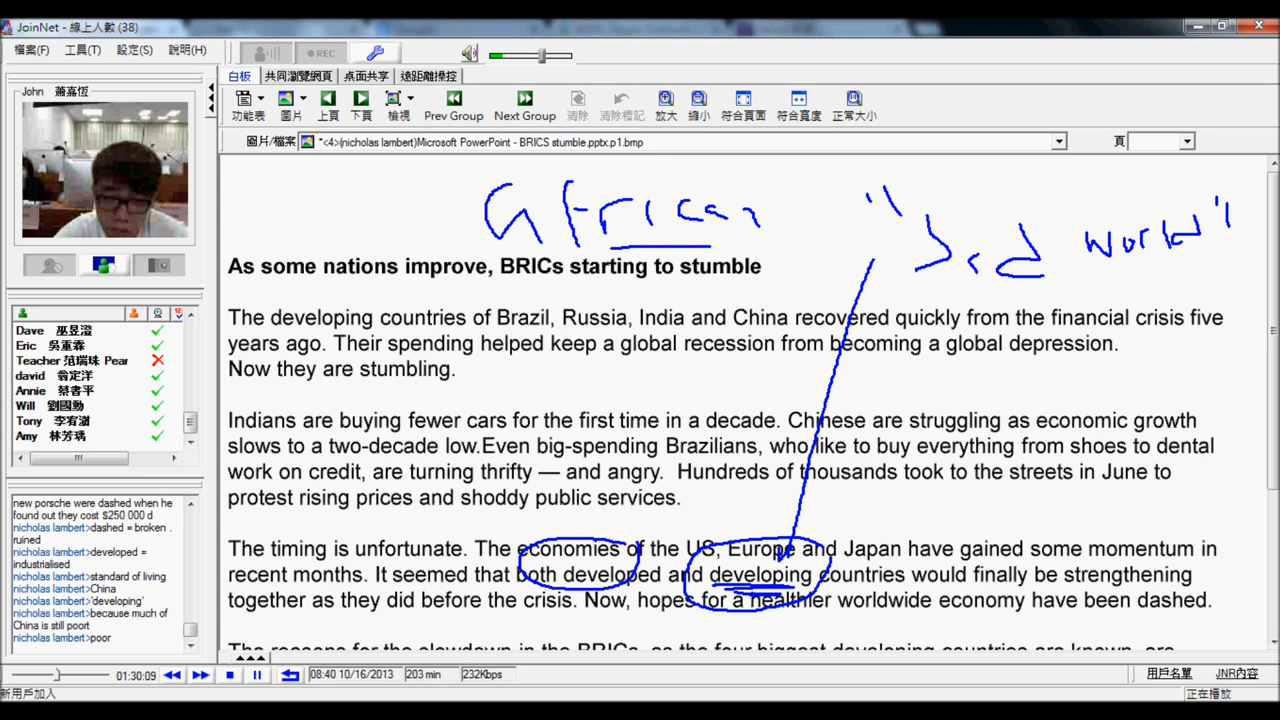 JoinNet - 線上人數 (38)
檔案(F) 工具(T) 設定(S) 說明(H)
REC
John 蕭嘉恆
白板 共同瀏覽網頁 桌面共享 遠距離操控
功能表 圖片 上頁 下頁 檢視 Prev Group Next Group 清除 清除標記 放大 縮小 符合頁面 符合寬度 正常大小
圖片/檔案 *<4>(nicholas lambert)Microsoft PowerPoint - BRICS stumble.pptx.p1.bmp 頁
African "3rd World"
As some nations improve, BRICs starting to stumble
The developing countries of Brazil, Russia, India and China recovered quickly from the financial crisis five
years ago. Their spending helped keep a global recession from becoming a global depression.
Now they are stumbling.
Indians are buying fewer cars for the first time in a decade. Chinese are struggling as economic growth
slows to a two-decade low.Even big-spending Brazilians, who like to buy everything from shoes to dental
work on credit, are turning thrifty — and angry. Hundreds of thousands took to the streets in June to
protest rising prices and shoddy public services.
The timing is unfortunate. The economies of the US, Europe and Japan have gained some momentum in
recent months. It seemed that both developed and developing countries would finally be strengthening
together as they did before the crisis. Now, hopes for a healthier worldwide economy have been dashed.
The reasons for the slowdown in the BRICs, as the four biggest developing countries are known, are
Dave 巫昱澄
Eric 吳重霖
Teacher 范瑞珠 Pear
david 翁定洋
Annie 蔡書平
Will 劉國勳
Tony 李宥澍
Amy 林芳瑀
new porsche were dashed when he
found out they cost $250 000 d
nicholas lambert>dashed = broken .
ruined
nicholas lambert>developed =
industrialised
nicholas lambert>standard of living
nicholas lambert>China
nicholas lambert>'developing'
nicholas lambert>because much of
China is still poort
nicholas lambert>poor
01:30:09 08:40 10/16/2013 203 min 232Kbps 用戶名單 JNR內容
新用戶加入 正在播放